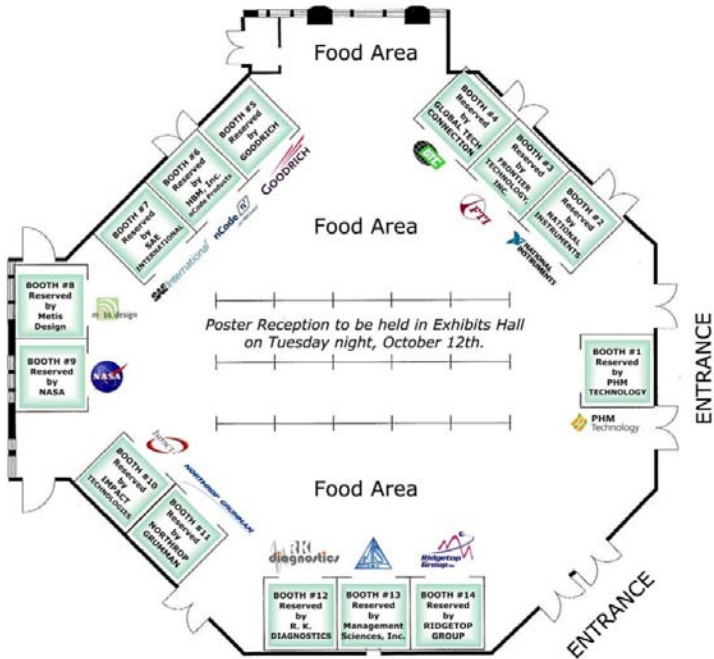 Food Area
BOOTH #5
Reserved
by
GOODRICH
GOODRICH
BOOTH #6
Reserved
by
HBM, Inc.
nCode Products
nCode
BOOTH #7
Reserved
by
SAE
INTERNATIONAL
SAE International
BOOTH #4
Reserved
by
GLOBAL TECH
CONNECTION
GTC
BOOTH #3
Reserved
by
FRONTIER
TECHNOLOGY,
INC.
FTI
BOOTH #2
Reserved
by
NATIONAL
INSTRUMENTS
NATIONAL
INSTRUMENTS
Food Area
BOOTH #8
Reserved
by
Metis
Design
metis design
Poster Reception to be held in Exhibits Hall
on Tuesday night, October 12th.
BOOTH #9
Reserved
by
NASA
NASA
BOOTH #1
Reserved
by
PHM
TECHNOLOGY
PHM
Technology
ENTRANCE
BOOTH #10
Reserved
by
IMPACT
TECHNOLOGIES
IMPACT
BOOTH #11
Reserved
by
NORTHROP
GRUMMAN
NORTHROP GRUMMAN
Food Area
RK
diagnostics
Ridgetop
Group
BOOTH #12
Reserved
by
R. K.
DIAGNOSTICS
BOOTH #13
Reserved
by
Management
Sciences, Inc.
BOOTH #14
Reserved
by
RIDGETOP
GROUP
ENTRANCE